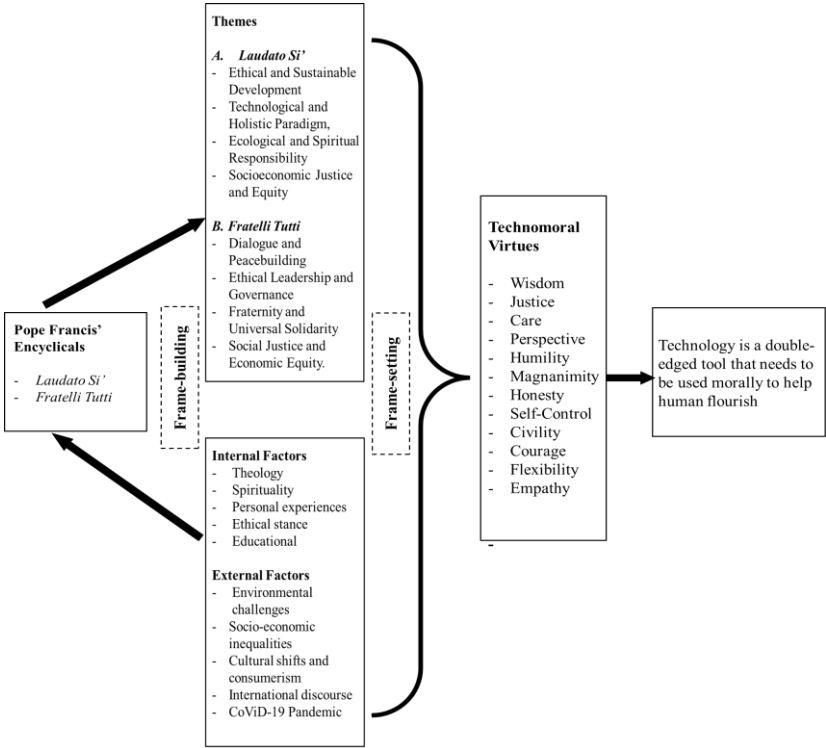 Pope Francis’
Encyclicals
- Laudato Si’
- Fratelli Tutti
Frame-building
Themes
A. Laudato Si’
- Ethical and Sustainable
Development
- Technological and
Holistic Paradigm,
- Ecological and Spiritual
Responsibility
- Socioeconomic Justice
and Equity
B. Fratelli Tutti
- Dialogue and
Peacebuilding
- Ethical Leadership and
Governance
- Fraternity and
Universal Solidarity
- Social Justice and
Economic Equity.
Internal Factors
- Theology
- Spirituality
- Personal experiences
- Ethical stance
- Educational
External Factors
- Environmental
challenges
- Socio-economic
inequalities
- Cultural shifts and
consumerism
- International discourse
- CoViD-19 Pandemic
Frame-setting
Technomoral
Virtues
- Wisdom
- Justice
- Care
- Perspective
- Humility
- Magnanimity
- Honesty
- Self-Control
- Civility
- Courage
- Flexibility
- Empathy
-
Technology is a double-
edged tool that needs to
be used morally to help
human flourish